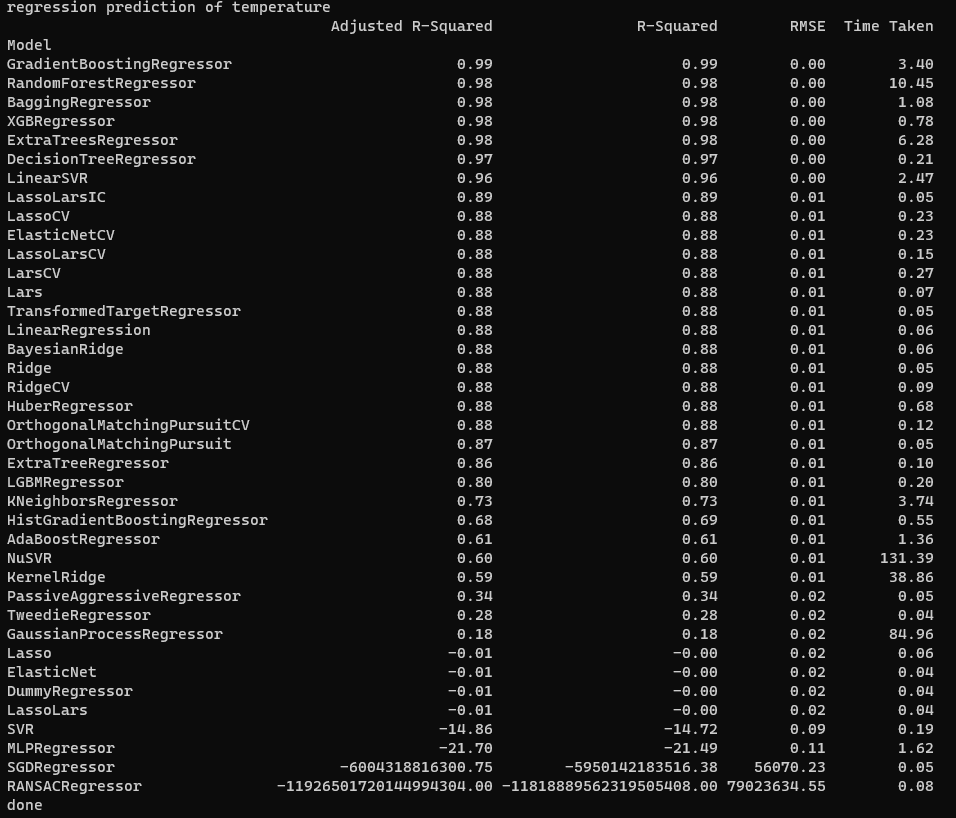 regression prediction of temperature
Adjusted R-Squared R-Squared RMSE Time Taken
Model
GradientBoostingRegressor 0.99 0.99 0.00 3.40
RandomForestRegressor 0.98 0.98 0.00 10.45
BaggingRegressor 0.98 0.98 0.00 1.08
XGBRegressor 0.98 0.98 0.00 0.78
ExtraTreesRegressor 0.98 0.98 0.00 6.28
DecisionTreeRegressor 0.97 0.97 0.00 0.21
LinearSVR 0.96 0.96 0.00 2.47
LassoLarsIC 0.89 0.89 0.01 0.05
LassoCV 0.88 0.88 0.01 0.23
ElasticNetCV 0.88 0.88 0.01 0.23
LassoLarsCV 0.88 0.88 0.01 0.15
LarsCV 0.88 0.88 0.01 0.27
Lars 0.88 0.88 0.01 0.07
TransformedTargetRegressor 0.88 0.88 0.01 0.05
LinearRegression 0.88 0.88 0.01 0.06
BayesianRidge 0.88 0.88 0.01 0.06
Ridge 0.88 0.88 0.01 0.05
RidgeCV 0.88 0.88 0.01 0.09
HuberRegressor 0.88 0.88 0.01 0.68
OrthogonalMatchingPursuitCV 0.88 0.88 0.01 0.12
OrthogonalMatchingPursuit 0.87 0.87 0.01 0.05
ExtraTreeRegressor 0.86 0.86 0.01 0.10
LGBMRegressor 0.80 0.80 0.01 0.20
KNeighborsRegressor 0.73 0.73 0.01 3.74
HistGradientBoostingRegressor 0.68 0.69 0.01 0.55
AdaBoostRegressor 0.61 0.61 0.01 1.36
NuSVR 0.60 0.60 0.01 131.39
KernelRidge 0.59 0.59 0.01 38.86
PassiveAggressiveRegressor 0.34 0.34 0.02 0.05
TweedieRegressor 0.28 0.28 0.02 0.04
GaussianProcessRegressor 0.18 0.18 0.02 84.96
Lasso -0.01 -0.00 0.02 0.06
ElasticNet -0.01 -0.00 0.02 0.04
DummyRegressor -0.01 -0.00 0.02 0.04
LassoLars -0.01 -0.00 0.02 0.04
SVR -14.86 -14.72 0.09 0.19
MLPRegressor -21.70 -21.49 0.11 1.62
SGDRegressor -6004318816300.75 -5950142183516.38 56070.23 0.05
RANSACRegressor -11926501720144994304.00 -11818889562319505408.00 79023634.55 0.08
done